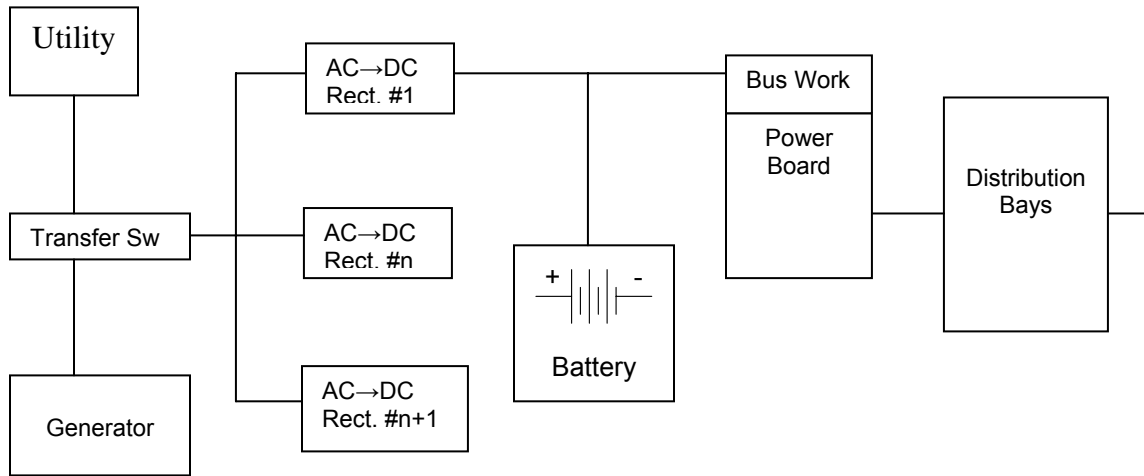 Utility
Transfer Sw
Generator
AC→DC
Rect. #1
AC→DC
Rect. #n
AC→DC
Rect. #n+1
+ -
Battery
Bus Work
Power
Board
Distribution
Bays